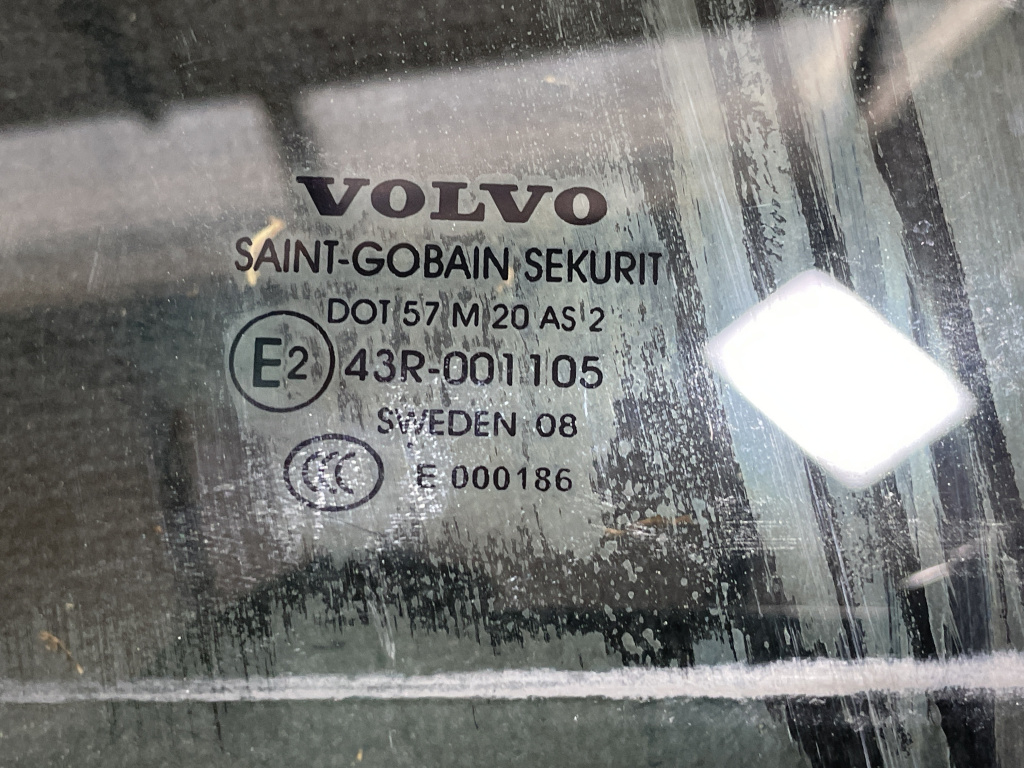 VOLVO
SAINT-GOBAIN SEKURIT
DOT 57 M 20 AS 2
E2 43R-001105
SWEDEN 08
CCC E 000186